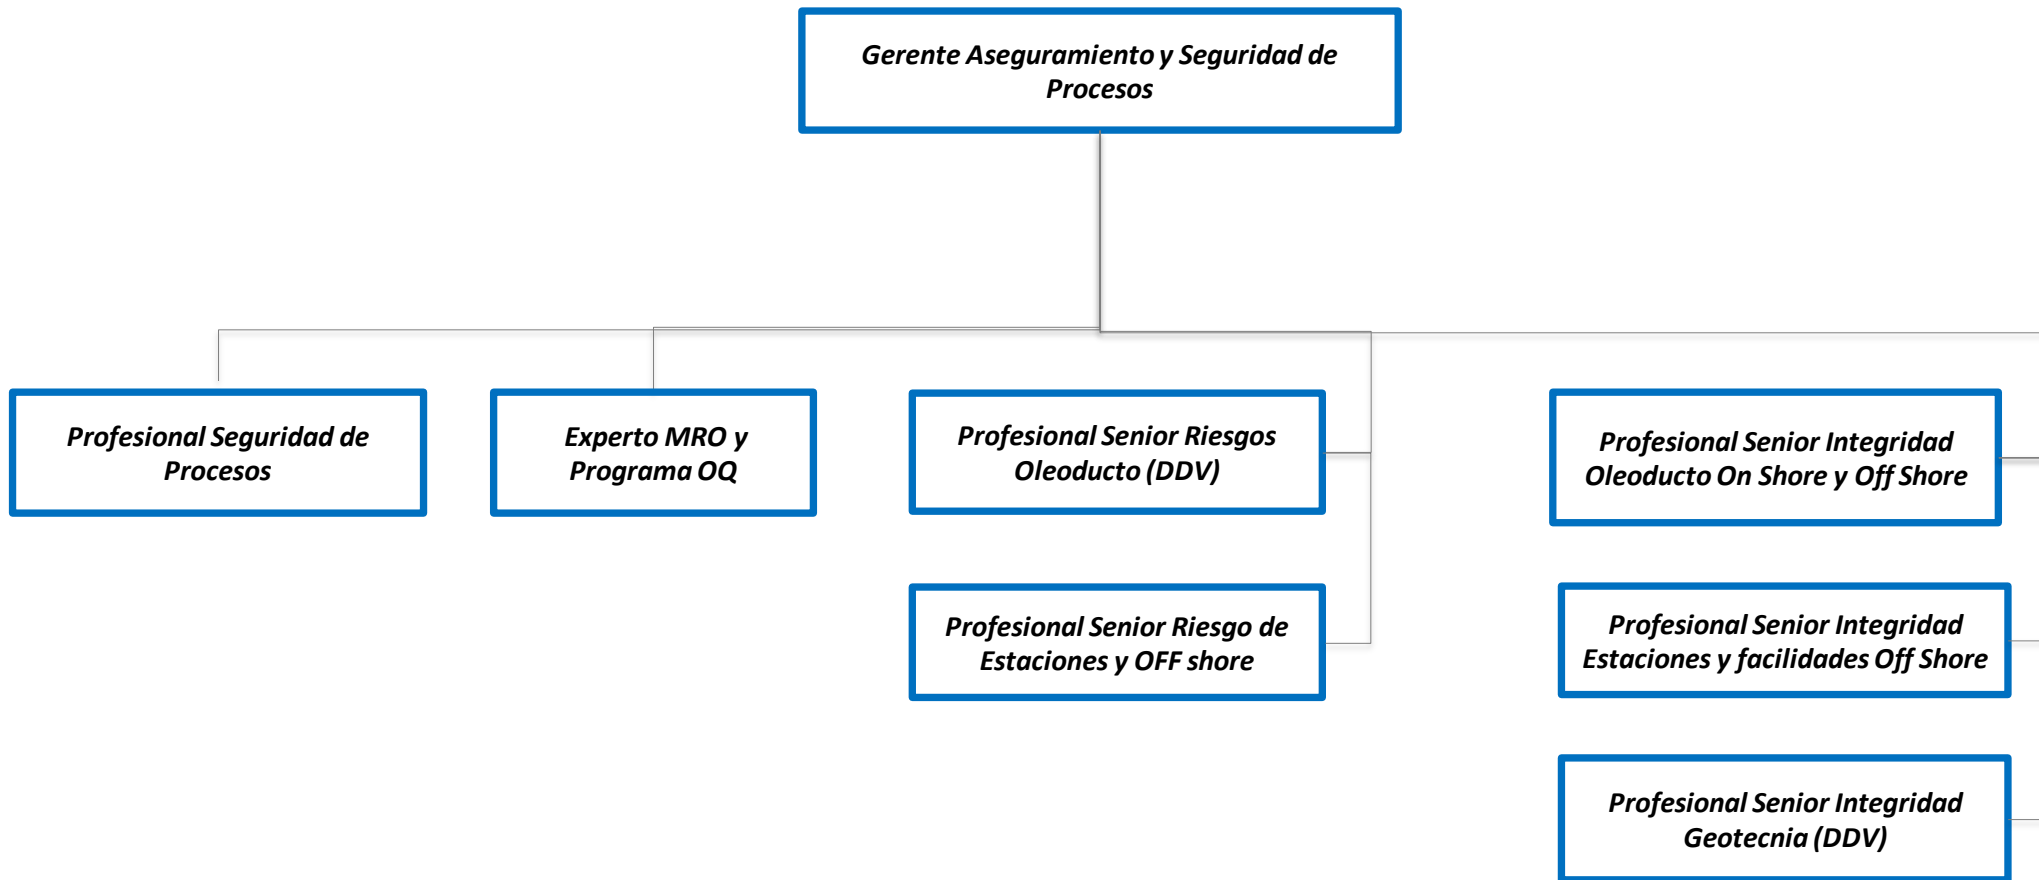 Gerente Aseguramiento y Seguridad de
Procesos
Profesional Seguridad de
Procesos
Experto MRO y
Programa OQ
Profesional Senior Riesgos
Oleoducto (DDV)
Profesional Senior Integridad
Oleoducto On Shore y Off Shore
Profesional Senior Riesgo de
Estaciones y OFF shore
Profesional Senior Integridad
Estaciones y facilidades Off Shore
Profesional Senior Integridad
Geotecnia (DDV)